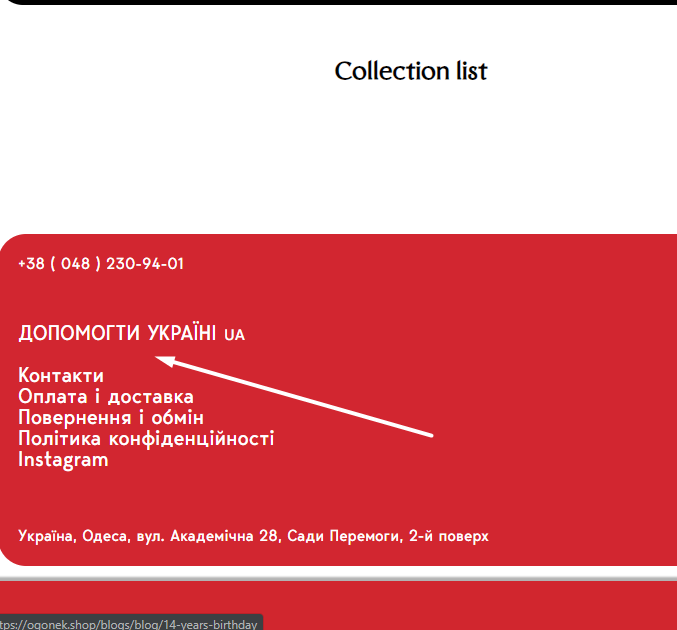 Collection list
+38 ( 048 ) 230-94-01
ДОПОМОГТИ УКРАЇНІ UA
Контакти
Оплата і доставка
Повернення і обмін
Політика конфіденційності
Instagram
Україна, Одеса, вул. Академічна 28, Сади Перемоги, 2-й поверх
tps://ogonek.shop/blogs/blog/14-years-birthday